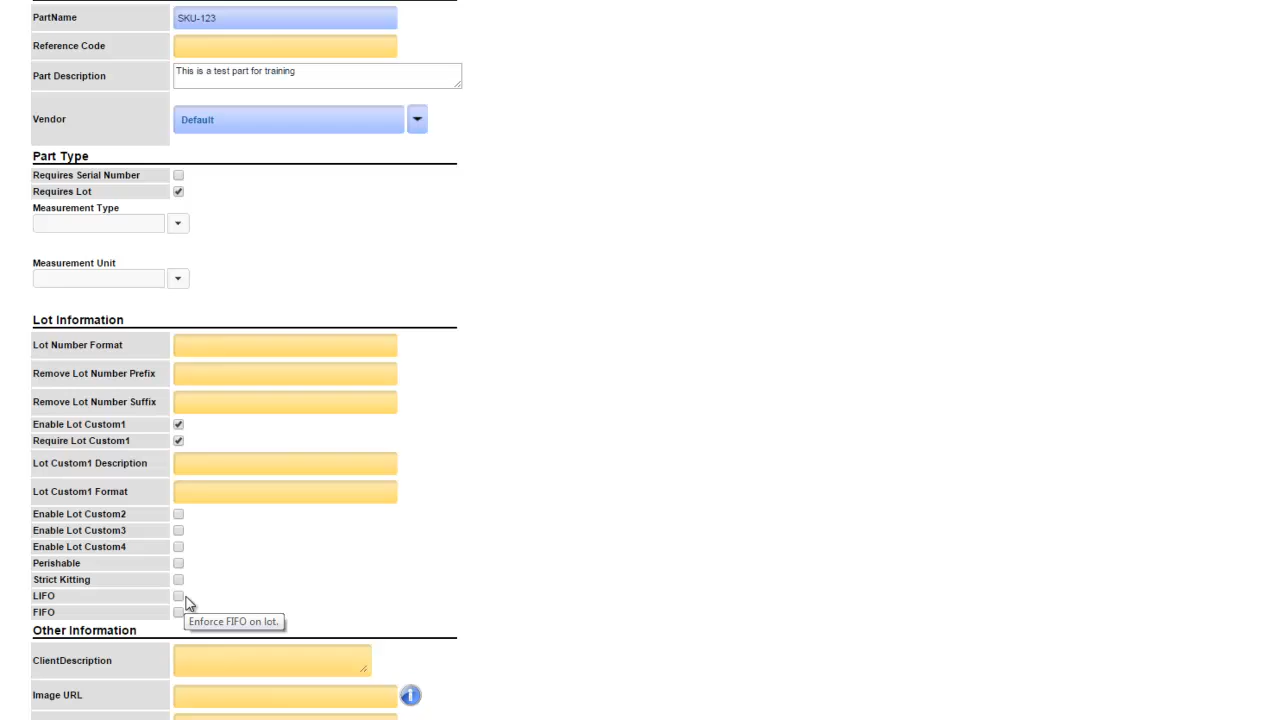 PartName SKU-123
Reference Code
Part Description This is a test part for training
Vendor Default
Part Type
Requires Serial Number
Requires Lot
Measurement Type
Measurement Unit
Lot Information
Lot Number Format
Remove Lot Number Prefix
Remove Lot Number Suffix
Enable Lot Custom1
Require Lot Custom1
Lot Custom1 Description
Lot Custom1 Format
Enable Lot Custom2
Enable Lot Custom3
Enable Lot Custom4
Perishable
Strict Kitting
LIFO
FIFO
Enforce FIFO on lot.
Other Information
ClientDescription
Image URL